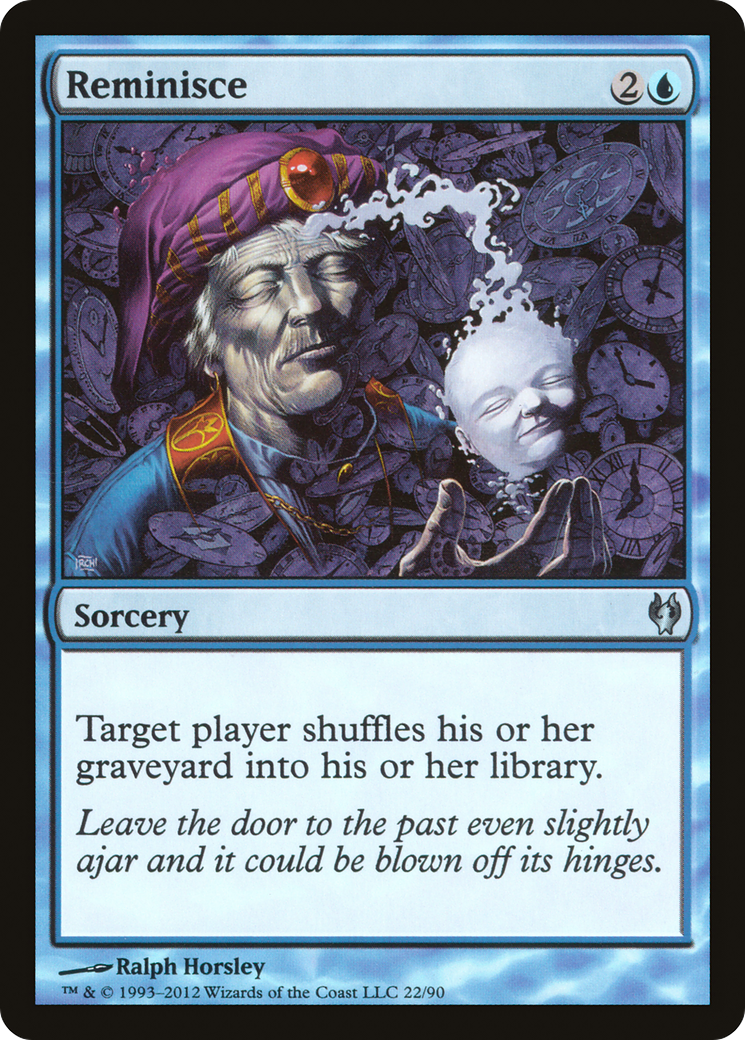 Reminisce
2
Sorcery
Target player shuffles his or her
graveyard into his or her library.
Leave the door to the past even slightly
ajar and it could be blown off its hinges.
Ralph Horsley
™ & © 1993–2012 Wizards of the Coast LLC 22/90